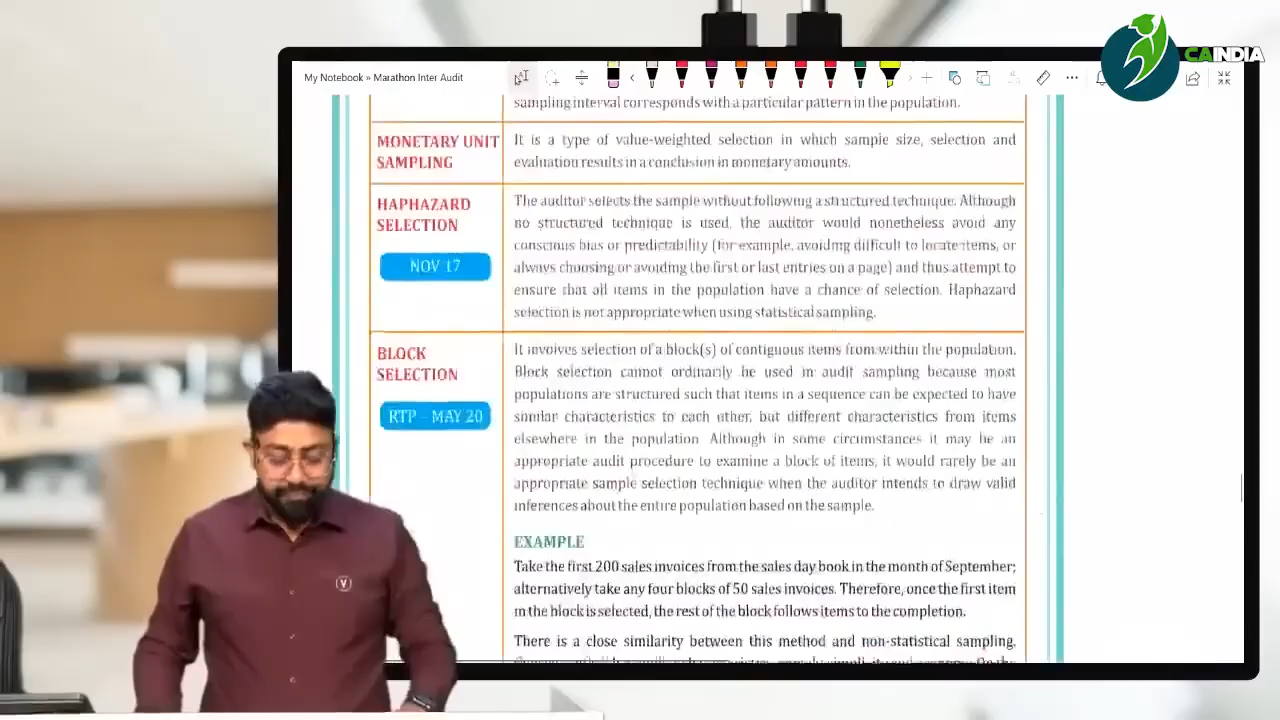 CAINDIA
My Notebook » Marathon Inter Audit
sampling interval corresponds with a particular pattern in the population.
MONETARY UNIT
SAMPLING
It is a type of value-weighted selection in which sample size, selection and
evaluation results in a conclusion in monetary amounts.
HAPHAZARD
SELECTION
NOV 17
The auditor selects the sample without following a structured technique. Although
no structured technique is used, the auditor would nonetheless avoid any
conscious bias or predictability (for example, avoiding difficult to locate items, or
always choosing or avoiding the first or last entries on a page) and thus attempt to
ensure that all items in the population have a chance of selection. Haphazard
selection is not appropriate when using statistical sampling.
BLOCK
SELECTION
RTP – MAY 20
It involves selection of a block(s) of contiguous items from within the population.
Block selection cannot ordinarily be used in audit sampling because most
populations are structured such that items in a sequence can be expected to have
similar characteristics to each other, but different characteristics from items
elsewhere in the population. Although in some circumstances it may be an
appropriate audit procedure to examine a block of items, it would rarely be an
appropriate sample selection technique when the auditor intends to draw valid
inferences about the entire population based on the sample.
EXAMPLE
Take the first 200 sales invoices from the sales day book in the month of September;
alternatively take any four blocks of 50 sales invoices. Therefore, once the first item
in the block is selected, the rest of the block follows items to the completion.
There is a close similarity between this method and non-statistical sampling.